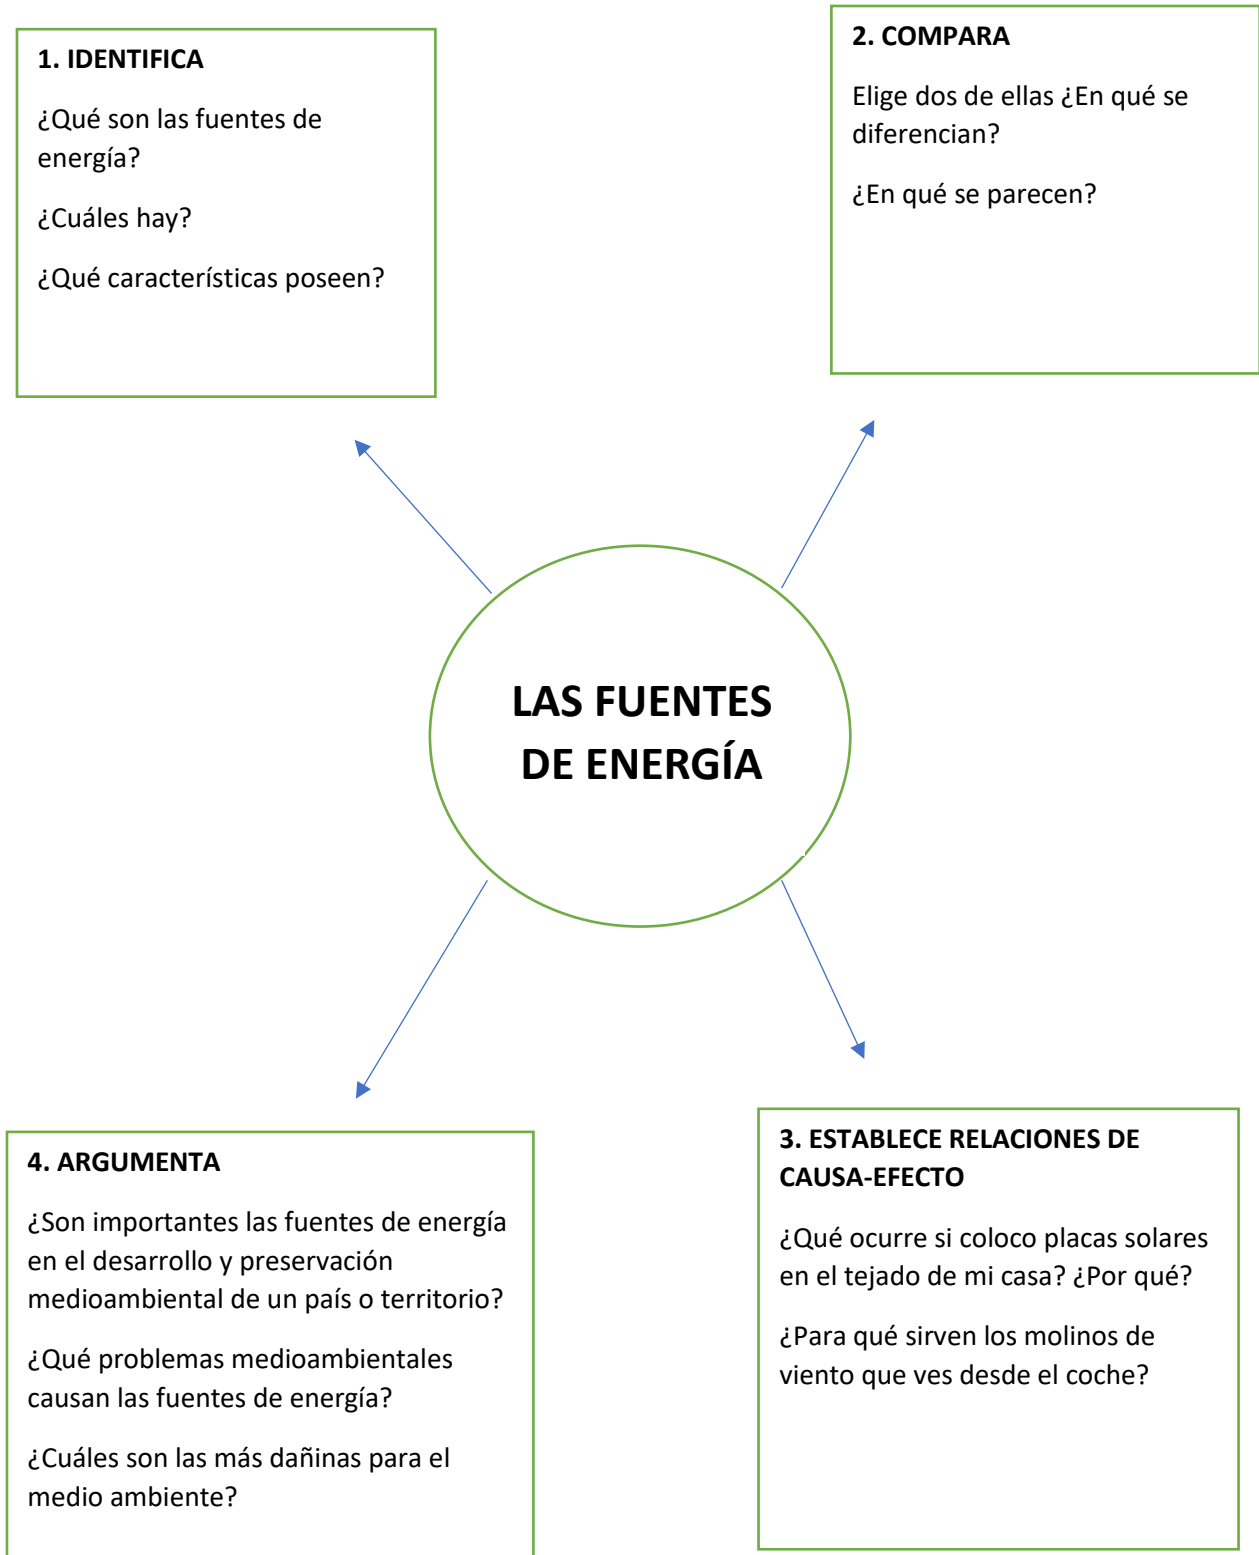 1. IDENTIFICA
¿Qué son las fuentes de
energía?
¿Cuáles hay?
¿Qué característícas poseen?
2. COMPARA
Elige dos de ellas ¿En qué se
diferencian?
¿En qué se parecen?
LAS FUENTES
DE ENERGÍA
3. ESTABLECE RELACIONES DE
CAUSA-EFECTO
¿Qué ocurre si coloco placas solares
en el tejado de mi casa? ¿Por qué?
¿Para qué sirven los molinos de
viento que ves desde el coche?
4. ARGUMENTA
¿Son importantes las fuentes de energía
en el desarrollo y preservación
medioambiental de un país o territorio?
¿Qué problemas medioambientales
causan las fuentes de energía?
¿Cuáles son las más dañinas para el
medio ambiente?